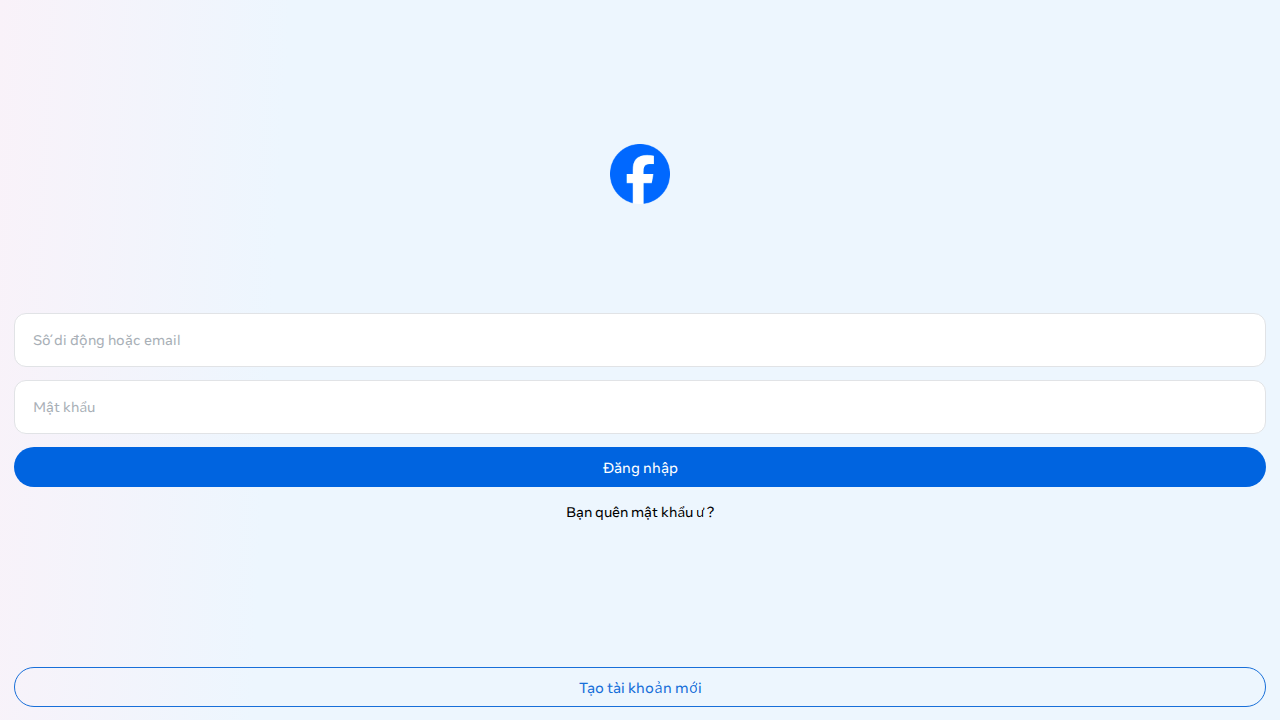 Số di động hoặc email
Mật khẩu
Đăng nhập
Bạn quên mật khẩu ư ?
Tạo tài khoản mới